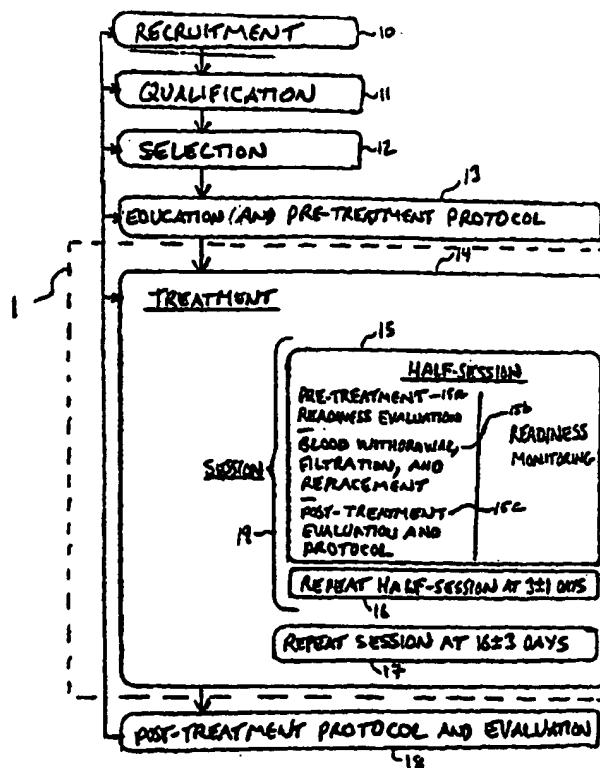 RECRUITMENT
10
QUALIFICATION
11
SELECTION
12
13
EDUCATION (AND PRE-TREATMENT PROTOCOL
14
1
TREATMENT
15
HALF-SESSION
PRE-TREATMENT 15a
READINESS EVALUATION
15b
BLOOD WITHDRAWAL,
FILTRATION, AND
REPLACEMENT
READINESS
MONITORING
SESSION
POST-TREATMENT 15c
EVALUATION AND
PROTOCOL
19
REPEAT HALF-SESSION AT 3±1 DAYS
16
REPEAT SESSION AT 16±3 DAYS
17
POST-TREATMENT PROTOCOL AND EVALUATION
18